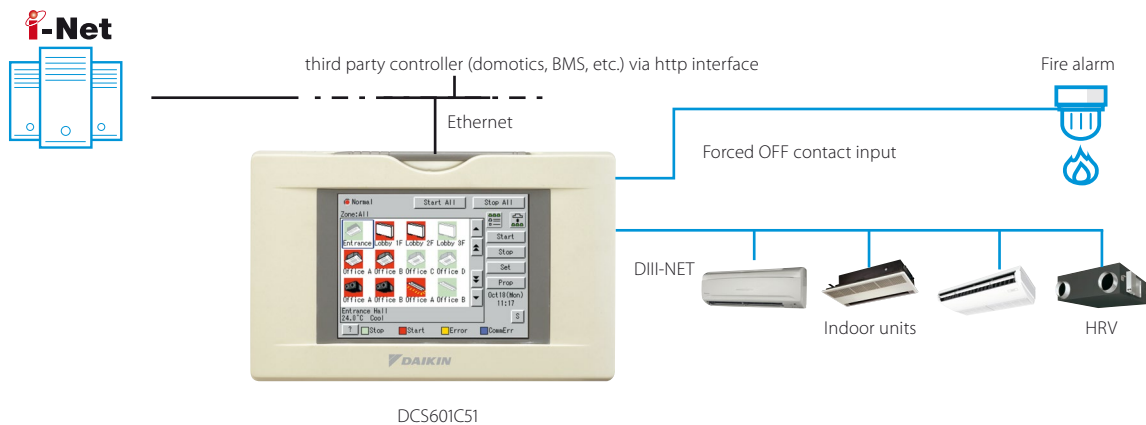 i-Net
third party controller (domotics, BMS, etc.) via http interface
Fire alarm
Ethernet
Forced OFF contact input
Normal
Start All
Stop All
Zone:All
Entrance Lobby 1F Lobby 2F Lobby 3F
Start
Stop
Office A Office B Office C Office D
Set
Prop
Office A Office B Office A Office B
Oct18(Mon)
11:17
Entrance Hall
24.0°C Cool
S
? Stop Start Error CommErr
DAIKIN
DIII-NET
Indoor units
HRV
DCS601C51